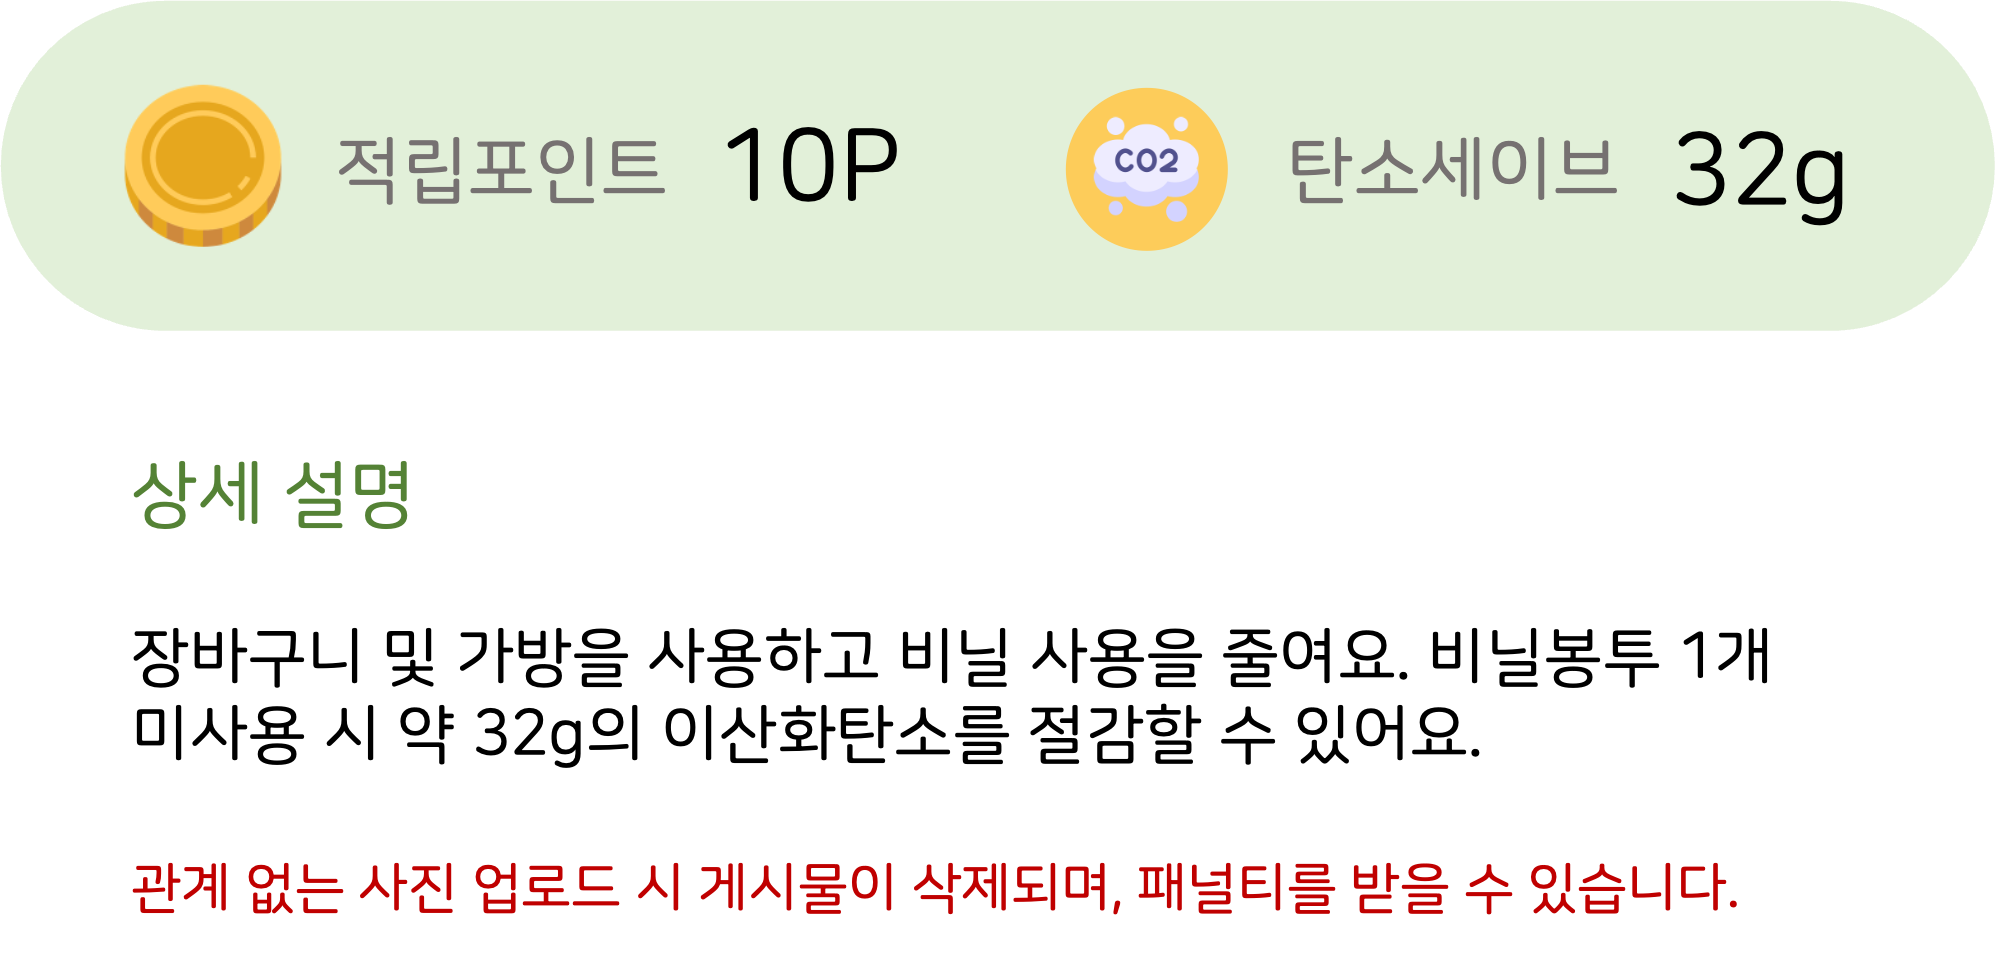 적립포인트 10P CO2 탄소세이브 32g
상세 설명
장바구니 및 가방을 사용하고 비닐 사용을 줄여요. 비닐봉투 1개
미사용 시 약 32g의 이산화탄소를 절감할 수 있어요.
관계 없는 사진 업로드 시 게시물이 삭제되며, 패널티를 받을 수 있습니다.